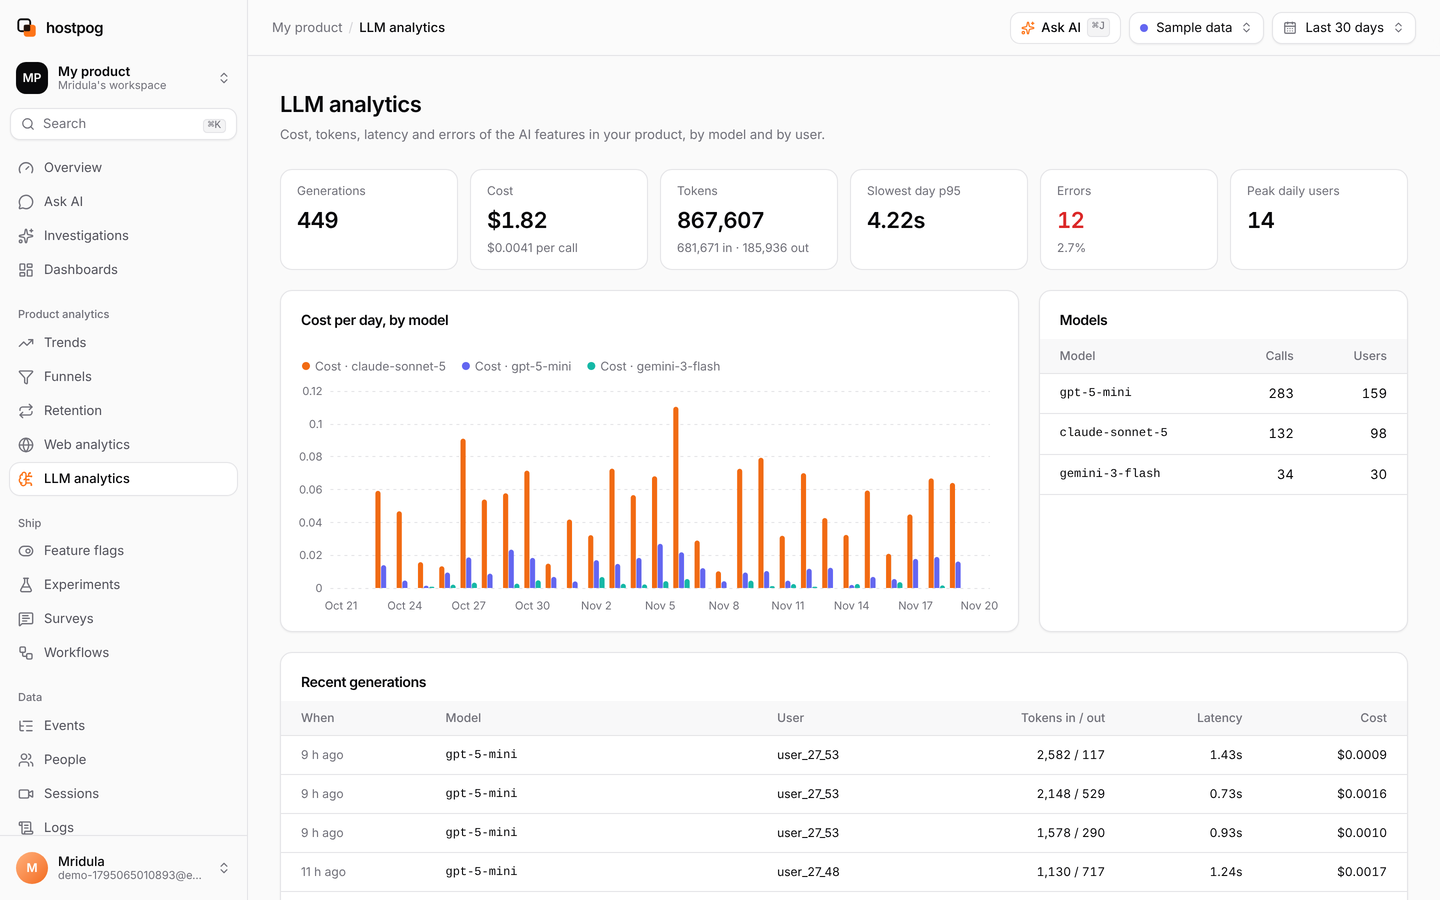 hostpog
MP
My product
Mridula's workspace
Search ⌘K
Overview
Ask AI
Investigations
Dashboards
Product analytics
Trends
Funnels
Retention
Web analytics
LLM analytics
Ship
Feature flags
Experiments
Surveys
Workflows
Data
Events
People
Sessions
Logs
M
Mridula
demo-1795065010893@e...
My product / LLM analytics
Ask AI ⌘J
Sample data
Last 30 days
LLM analytics
Cost, tokens, latency and errors of the AI features in your product, by model and by user.
Generations
449
Cost
$1.82
$0.0041 per call
Tokens
867,607
681,671 in · 185,936 out
Slowest day p95
4.22s
Errors
12
2.7%
Peak daily users
14
Cost per day, by model
Cost · claude-sonnet-5 Cost · gpt-5-mini Cost · gemini-3-flash
0.12
0.1
0.08
0.06
0.04
0.02
0
Oct 21 Oct 24 Oct 27 Oct 30 Nov 2 Nov 5 Nov 8 Nov 11 Nov 14 Nov 17 Nov 20
Models
Model Calls Users
gpt-5-mini 283 159
claude-sonnet-5 132 98
gemini-3-flash 34 30
Recent generations
When Model User Tokens in / out Latency Cost
9 h ago gpt-5-mini user_27_53 2,582 / 117 1.43s $0.0009
9 h ago gpt-5-mini user_27_53 2,148 / 529 0.73s $0.0016
9 h ago gpt-5-mini user_27_53 1,578 / 290 0.93s $0.0010
11 h ago gpt-5-mini user_27_48 1,130 / 717 1.24s $0.0017